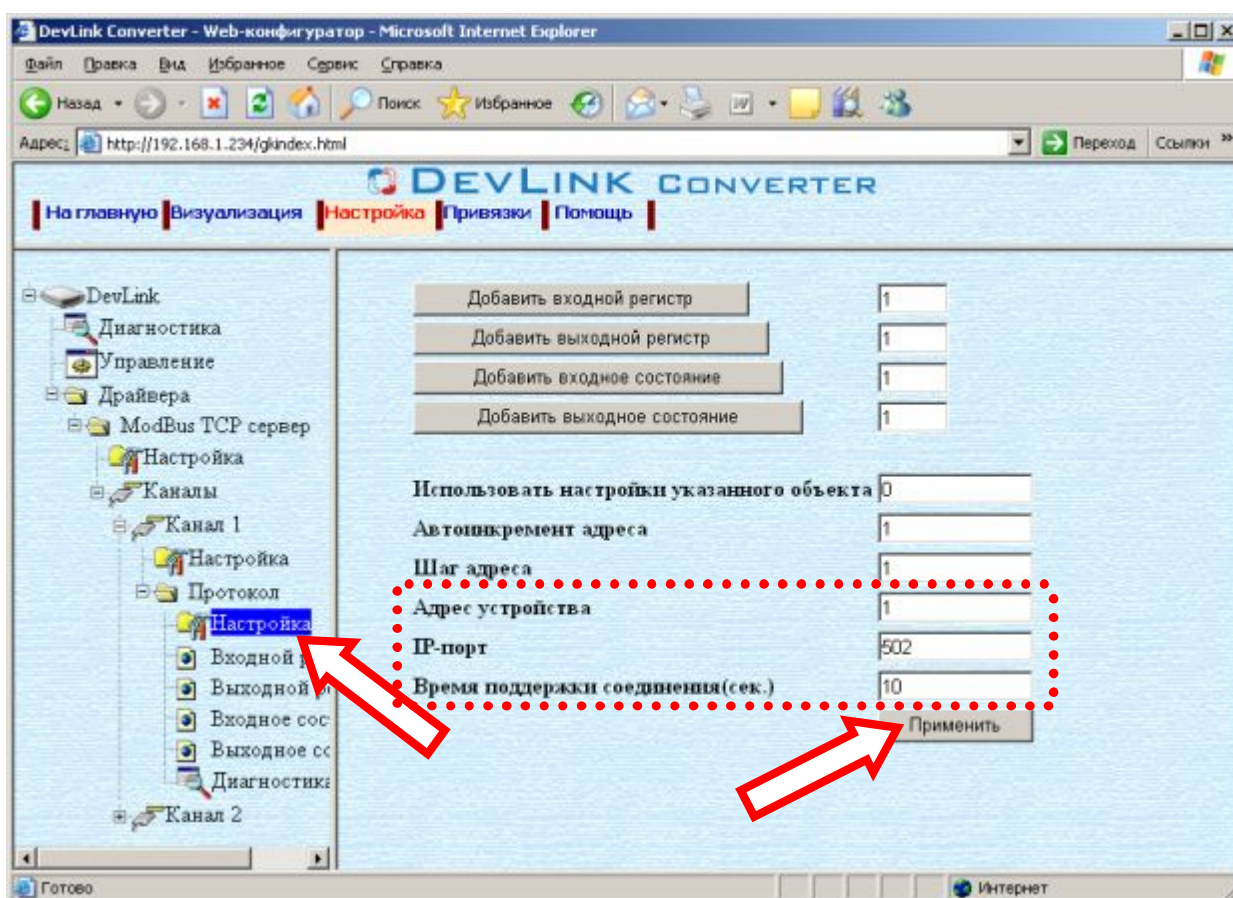 DevLink Converter - Web-конфигуратор - Microsoft Internet Explorer
Файл Правка Вид Избранное Сервис Справка
Назад Поиск Избранное
Адрес: http://192.168.1.234/gkindex.html Переход Ссылки »
DEVLINK CONVERTER
На главную Визуализация Настройка Привязки Помощь
DevLink
Диагностика
Управление
Драйвера
ModBus TCP сервер
Настройка
Каналы
Канал 1
Настройка
Протокол
Настройка
Входной р
Выходной
Входное сос
Выходное сс
Диагностика
Канал 2
Добавить входной регистр 1
Добавить выходной регистр 1
Добавить входное состояние 1
Добавить выходное состояние 1
Использовать настройки указанного объекта 0
Автоинкремент адреса 1
Шаг адреса 1
Адрес устройства 1
IP-порт 502
Время поддержки соединения(сек.) 10
Применить
Готово Интернет